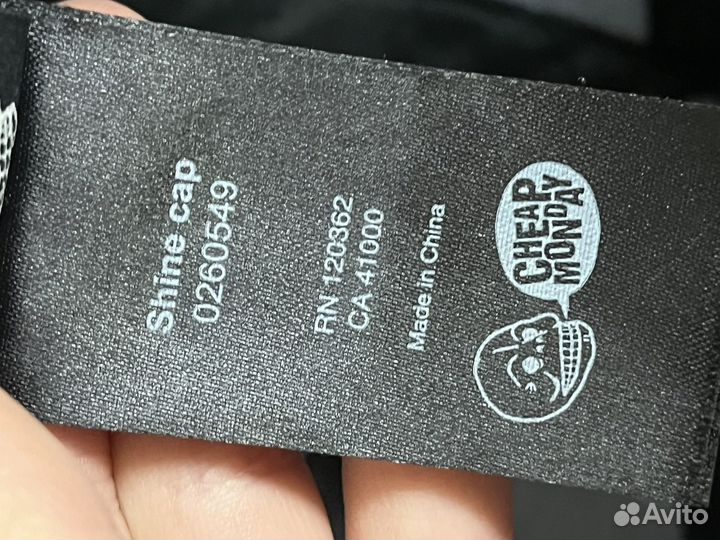 CHEAP
MONDAY
Made in China
RN 120362
CA 41000
Shine cap
0260549
Avito